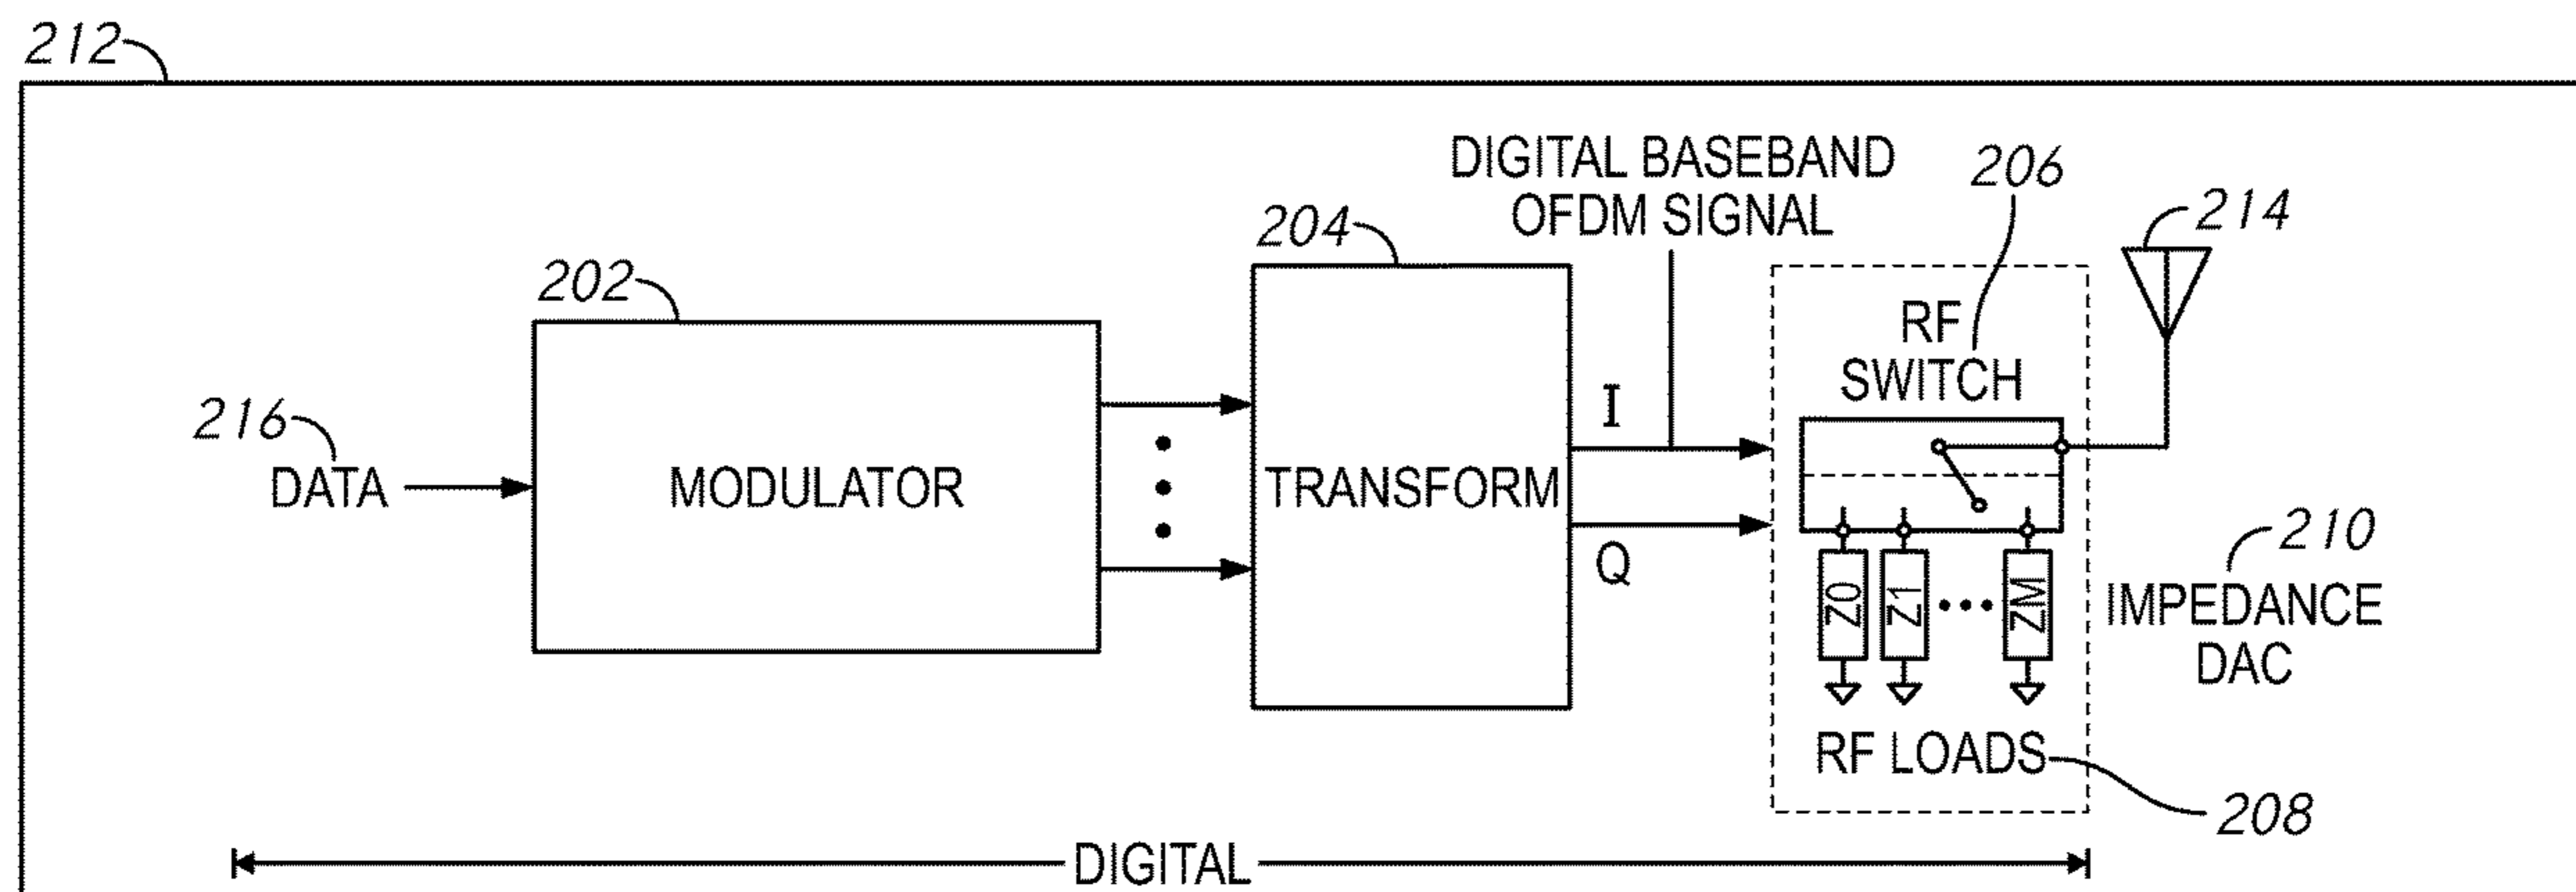 212
DIGITAL BASEBAND
OFDM SIGNAL
206
214
204
202
RF
SWITCH
I
216
DATA
MODULATOR
TRANSFORM
Q
210
IMPEDANCE
DAC
Z0
Z1
ZM
RF LOADS
208
DIGITAL